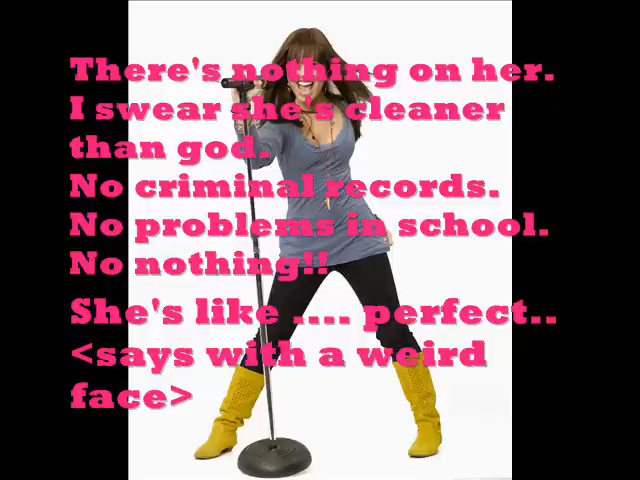 There's nothing on her.
I swear she's cleaner
than god.
No criminal records.
No problems in school.
No nothing!!
She's like .... perfect..
<says with a weird
face>